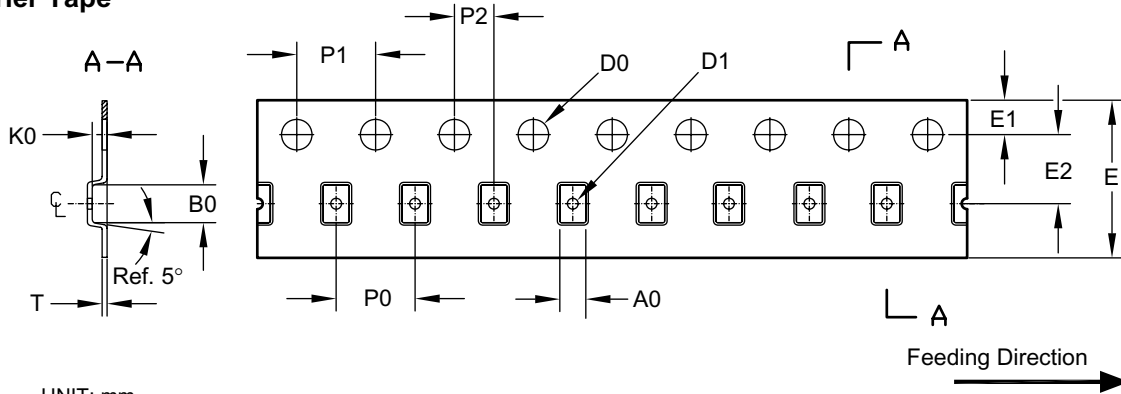 P2
P1
A
A-A
D0
D1
E1
K0
E2
E
B0
Ref. 5°
T
P0
A0
A
Feeding Direction